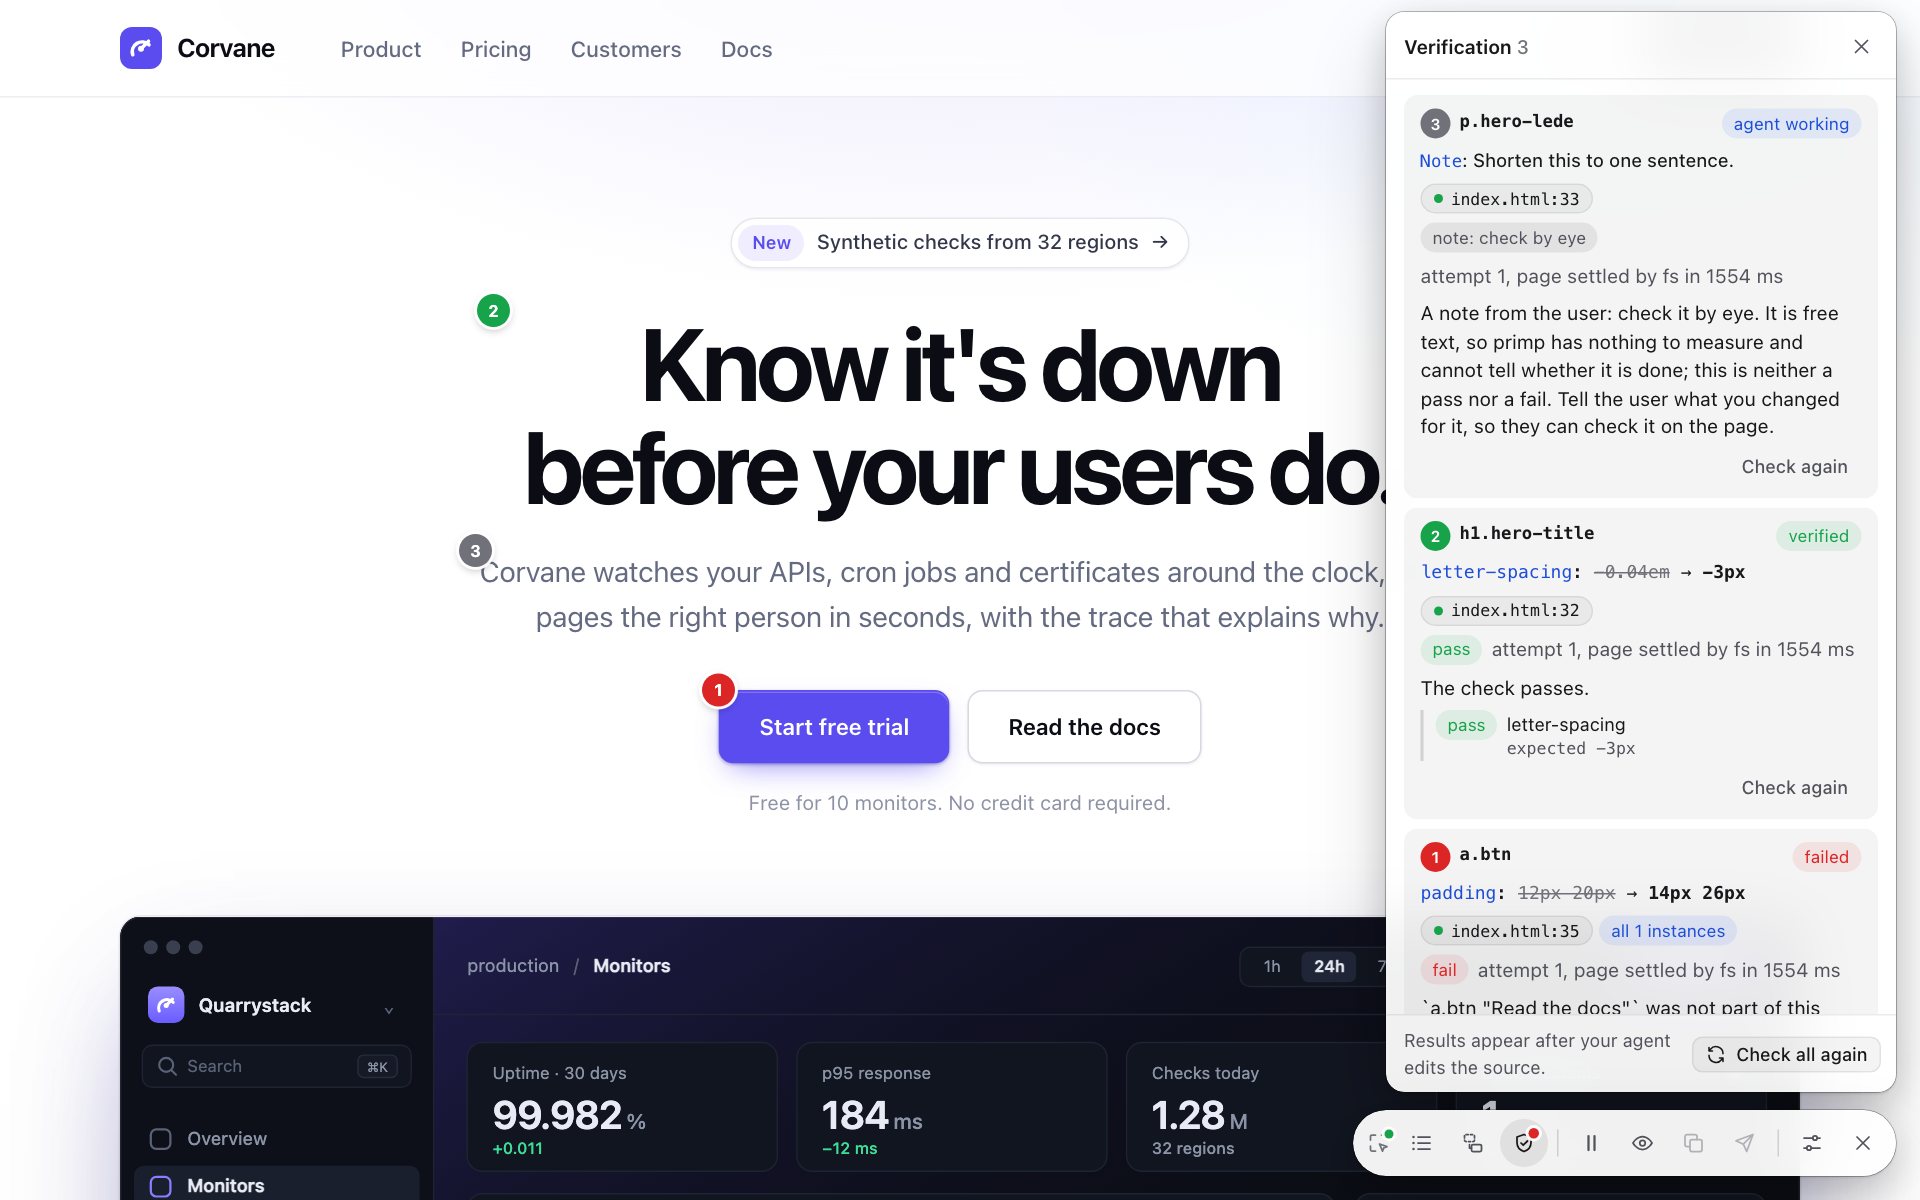 Corvane
Product
Pricing
Customers
Docs
New
Synthetic checks from 32 regions →
2
Know it's down
before your users do.
3
Corvane watches your APIs, cron jobs and certificates around the clock,
pages the right person in seconds, with the trace that explains why.
1
Start free trial
Read the docs
Free for 10 monitors. No credit card required.
Quarrystack
Search
⌘K
Overview
Monitors
production / Monitors
1h
24h
7
Uptime · 30 days
99.982 %
+0.011
p95 response
184 ms
−12 ms
Checks today
1.28 M
32 regions
Verification 3
3 p.hero-lede
agent working
Note: Shorten this to one sentence.
index.html:33
note: check by eye
attempt 1, page settled by fs in 1554 ms
A note from the user: check it by eye. It is free
text, so primp has nothing to measure and
cannot tell whether it is done; this is neither a
pass nor a fail. Tell the user what you changed
for it, so they can check it on the page.
Check again
2 h1.hero-title
verified
letter-spacing: -0.04em → -3px
index.html:32
pass attempt 1, page settled by fs in 1554 ms
The check passes.
pass letter-spacing
expected -3px
Check again
1 a.btn
failed
padding: 12px 20px → 14px 26px
index.html:35
all 1 instances
fail attempt 1, page settled by fs in 1554 ms
`a.btn "Read the docs"` was not part of this
Results appear after your agent
edits the source.
Check all again